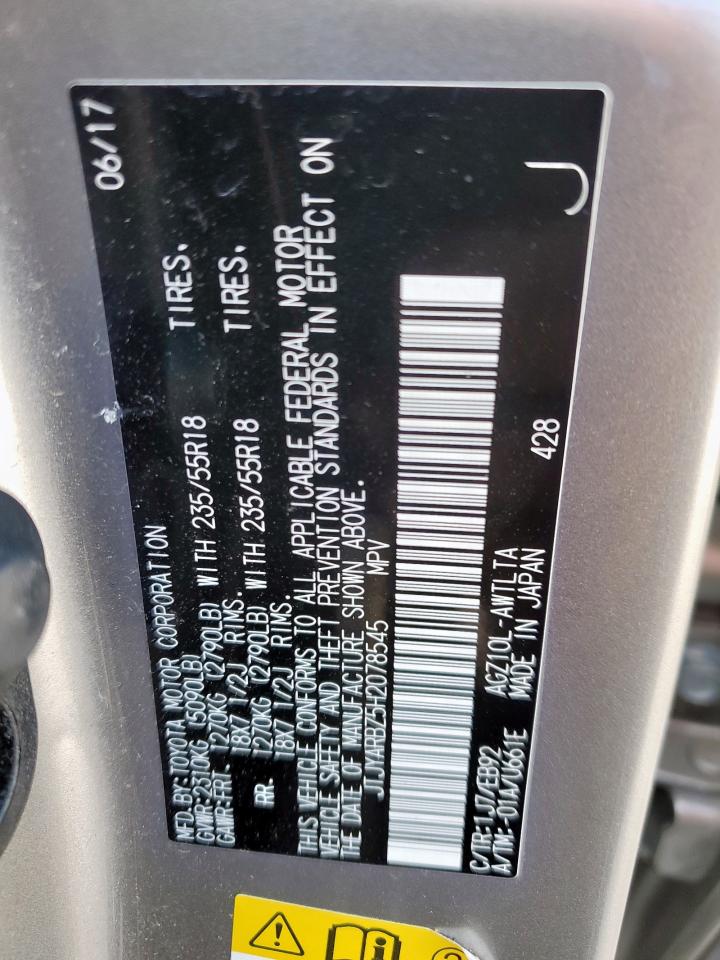 MFD.BY:TOYOTA MOTOR CORPORATION 06/17
GVWR:2310KG (5090LB)
GAWR:FRT. 1270KG (2790LB) WITH 235/55R18 TIRES,
18X7 1/2J RIMS.
RR. 1270KG (2790LB) WITH 235/55R18 TIRES,
18X7 1/2J RIMS.
THIS VEHICLE CONFORMS TO ALL APPLICABLE FEDERAL MOTOR
VEHICLE SAFETY AND THEFT PREVENTION STANDARDS IN EFFECT ON
THE DATE OF MANUFACTURE SHOWN ABOVE.
JTJYARBZ5H2078545 MPV
C/TR:1J7/EB92 AGZ10L-AWTLTA
A/TM:-01A/U661E MADE IN JAPAN 428
J